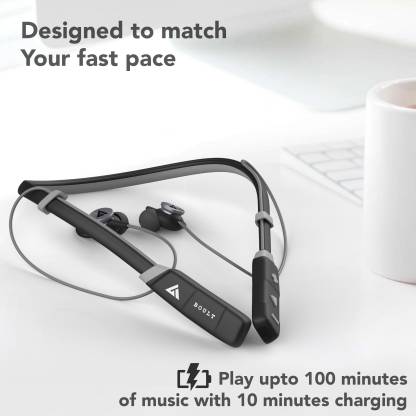 Designed to match
Your fast pace
BOULT
Play upto 100 minutes
of music with 10 minutes charging